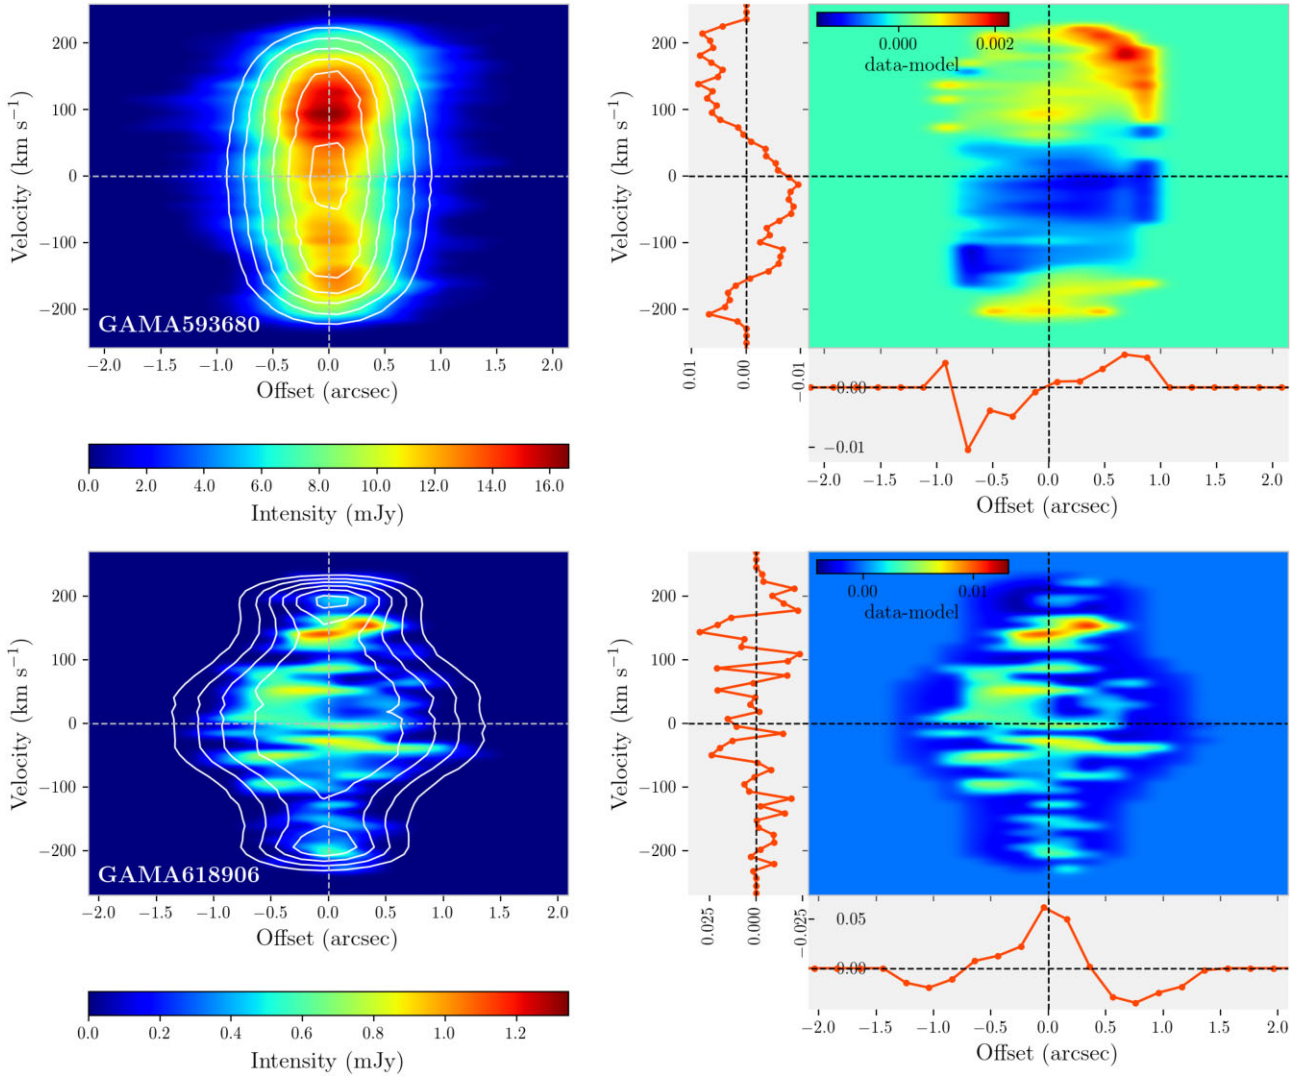 200
100
0
−100
−200
Velocity (km s−1)
GAMA593680
−2.0 −1.5 −1.0 −0.5 0.0 0.5 1.0 1.5 2.0
Offset (arcsec)
0.0 2.0 4.0 6.0 8.0 10.0 12.0 14.0 16.0
Intensity (mJy)
200
100
0
−100
−200
Velocity (km s−1)
0.01 0.00 −0.01
0.000 0.002
data-model
0.00
−0.01
−2.0 −1.5 −1.0 −0.5 0.0 0.5 1.0 1.5 2.0
Offset (arcsec)
200
100
0
−100
−200
Velocity (km s−1)
GAMA618906
−2.0 −1.5 −1.0 −0.5 0.0 0.5 1.0 1.5 2.0
Offset (arcsec)
0.0 0.2 0.4 0.6 0.8 1.0 1.2
Intensity (mJy)
200
100
0
−100
−200
Velocity (km s−1)
0.025 0.000 −0.025
0.00 0.01
data-model
0.05
0.00
−2.0 −1.5 −1.0 −0.5 0.0 0.5 1.0 1.5 2.0
Offset (arcsec)